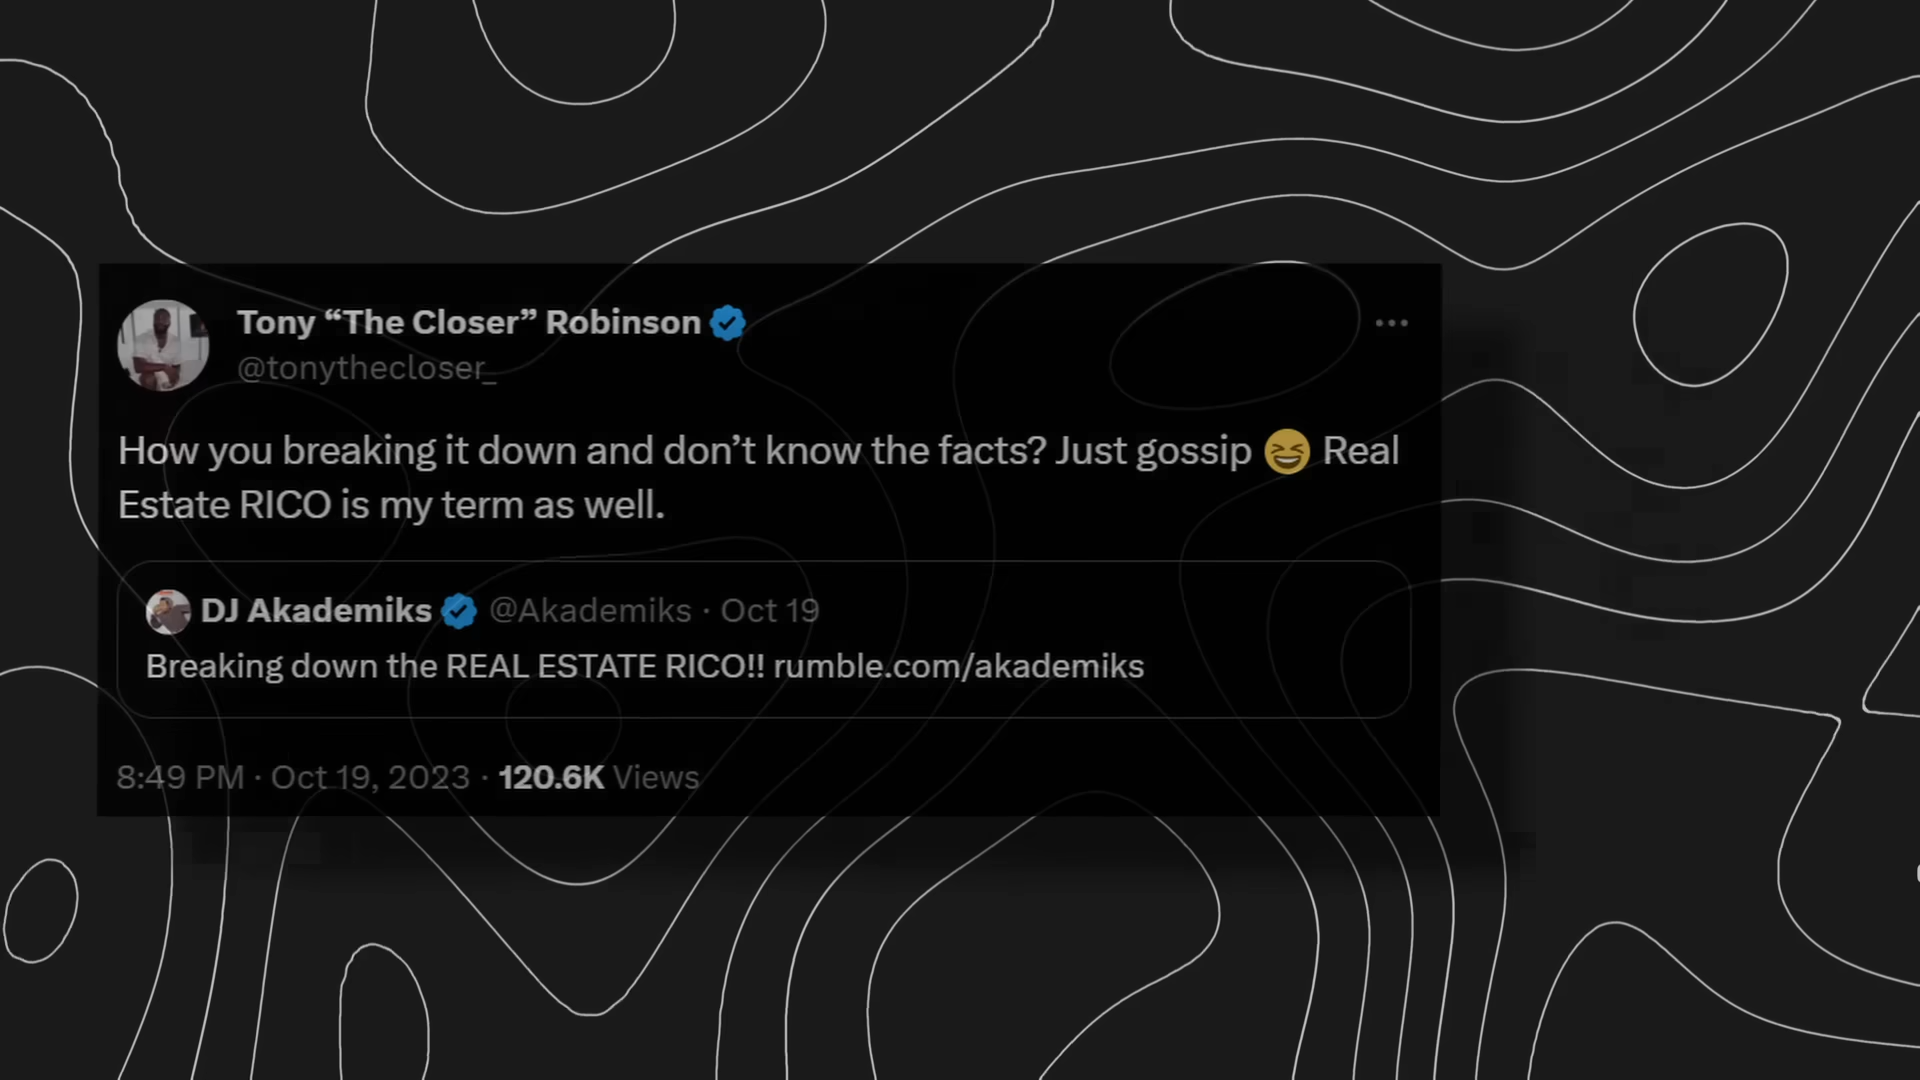 Tony “The Closer” Robinson
@tonythecloser_
How you breaking it down and don’t know the facts? Just gossip 😆 Real
Estate RICO is my term as well.
DJ Akademiks @Akademiks · Oct 19
Breaking down the REAL ESTATE RICO!! rumble.com/akademiks
8:49 PM · Oct 19, 2023 · 120.6K Views